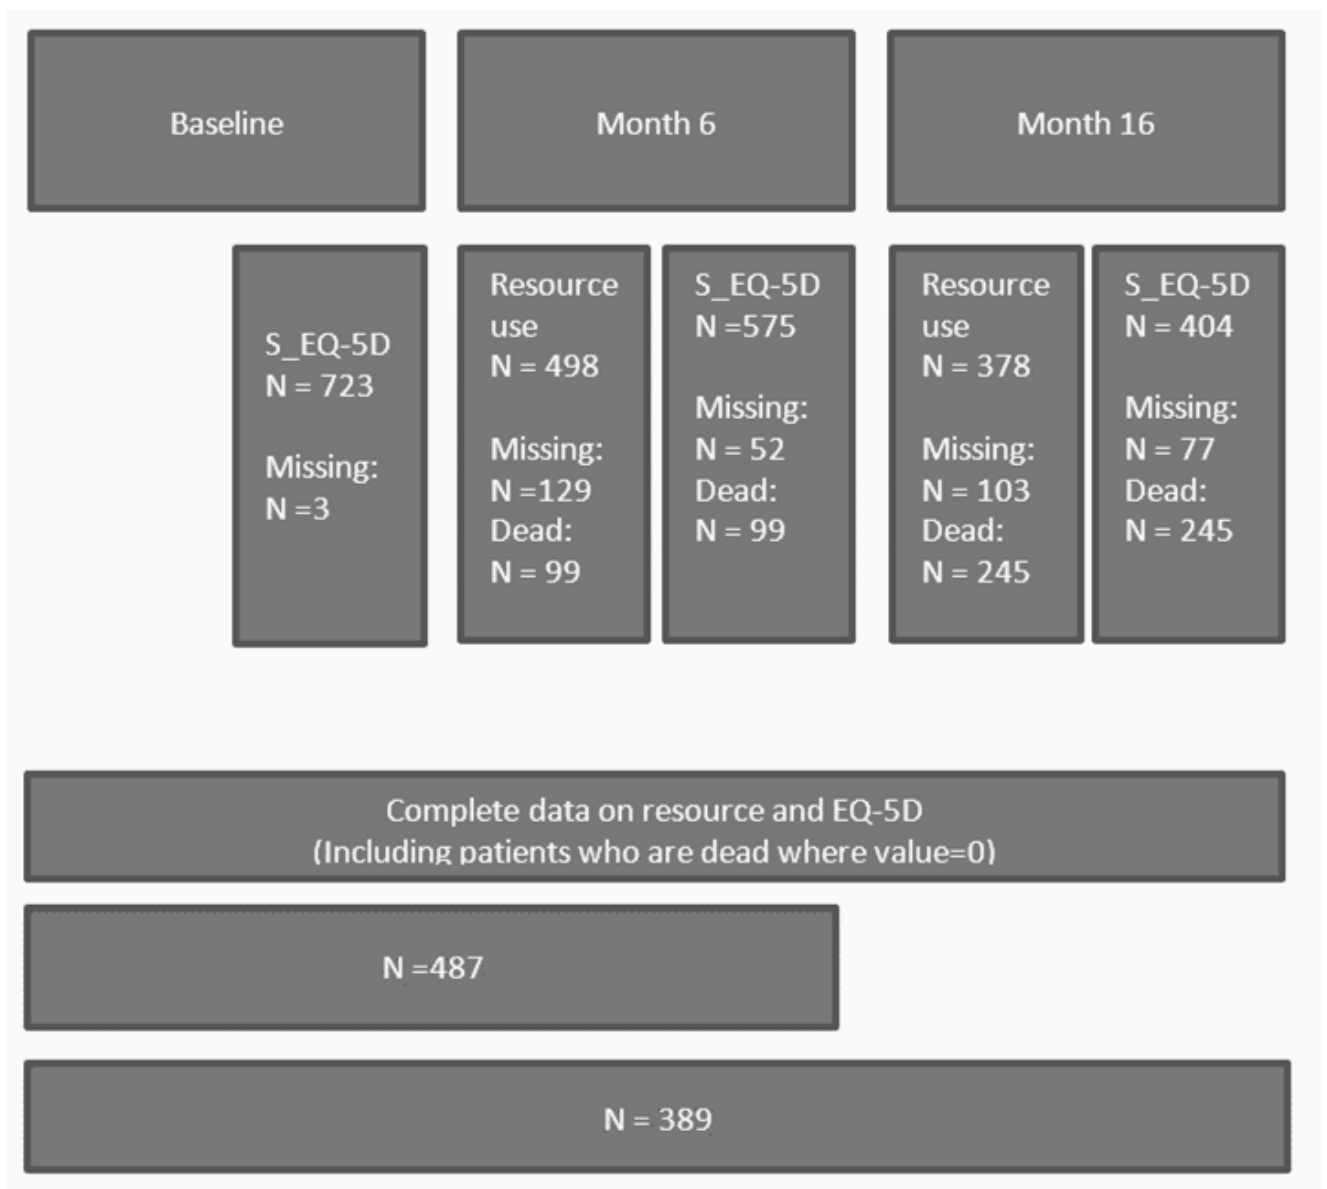 Baseline
Month 6
Month 16
S_EQ-5D
N = 723
Missing:
N =3
Resource
use
N = 498
Missing:
N =129
Dead:
N = 99
S_EQ-5D
N =575
Missing:
N = 52
Dead:
N = 99
Resource
use
N = 378
Missing:
N = 103
Dead:
N = 245
S_EQ-5D
N = 404
Missing:
N = 77
Dead:
N = 245
Complete data on resource and EQ-5D
(Including patients who are dead where value=0)
N =487
N = 389